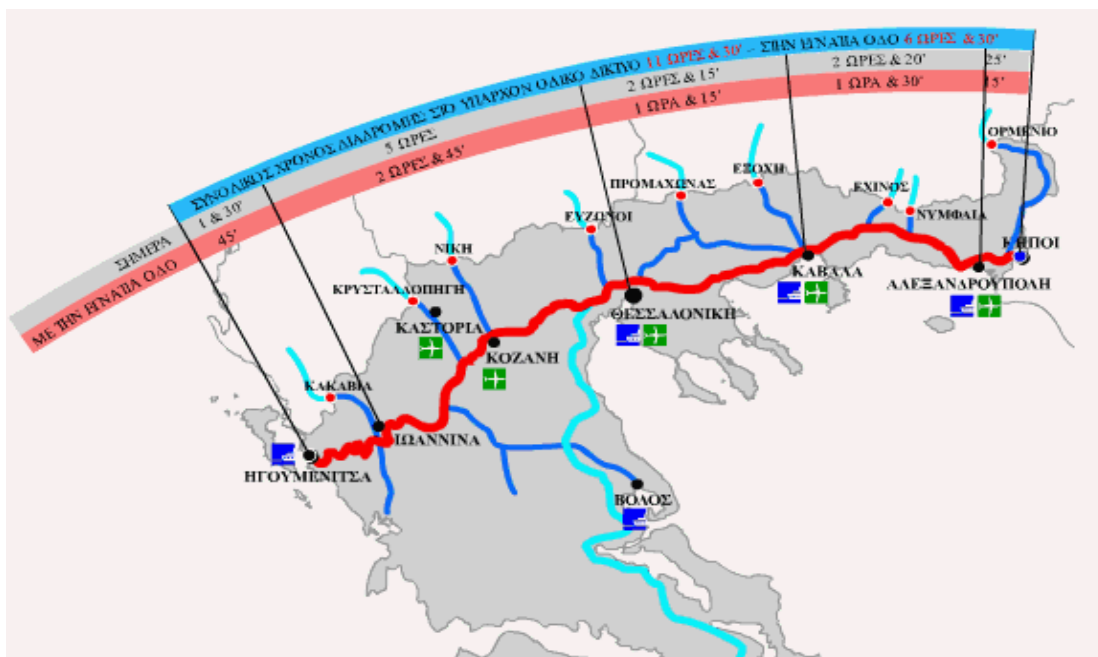 ΣΥΝΟΛΙΚΟΣ ΧΡΟΝΟΣ ΔΙΑΔΡΟΜΗΣ: ΣΤΟ ΥΠΑΡΧΟΝ ΟΔΙΚΟ ΔΙΚΤΥΟ 11 ΩΡΕΣ & 30' – ΣΤΗΝ ΕΓΝΑΤΙΑ ΟΔΟ 6 ΩΡΕΣ & 30'
ΣΗΜΕΡΑ 1 & 30' 5 ΩΡΕΣ 2 ΩΡΕΣ & 15' 2 ΩΡΕΣ & 20' 25'
ΜΕ ΤΗΝ ΕΓΝΑΤΙΑ ΟΔΟ 45' 2 ΩΡΕΣ & 45' 1 ΩΡΑ & 15' 1 ΩΡΑ & 30' 15'
ΟΡΜΕΝΙΟ
ΕΞΟΧΗ
ΠΡΟΜΑΧΩΝΑΣ
ΕΧΙΝΟΣ
ΝΥΜΦΑΙΑ
ΕΥΖΩΝΟΙ
ΝΙΚΗ
ΚΗΠΟΙ
ΚΑΒΑΛΑ
ΑΛΕΞΑΝΔΡΟΥΠΟΛΗ
ΚΡΥΣΤΑΛΛΟΠΗΓΗ
ΘΕΣΣΑΛΟΝΙΚΗ
ΚΑΣΤΟΡΙΑ
ΚΟΖΑΝΗ
ΚΑΚΑΒΙΑ
ΙΩΑΝΝΙΝΑ
ΗΓΟΥΜΕΝΙΤΣΑ
ΒΟΛΟΣ